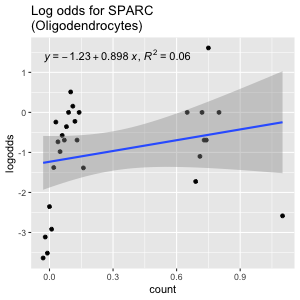 Log odds for SPARC
(Oligodendrocytes)
y = −1.23 + 0.898 x, R² = 0.06
1
0
-1
-2
-3
logodds
0.0 0.3 0.6 0.9
count